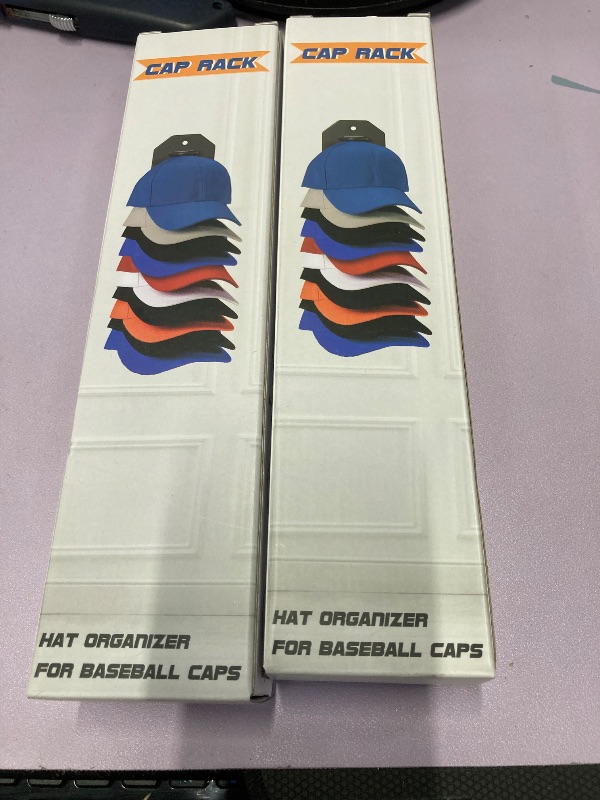 CAP RACK
HAT ORGANIZER
FOR BASEBALL CAPS
CAP RACK
HAT ORGANIZER
FOR BASEBALL CAPS